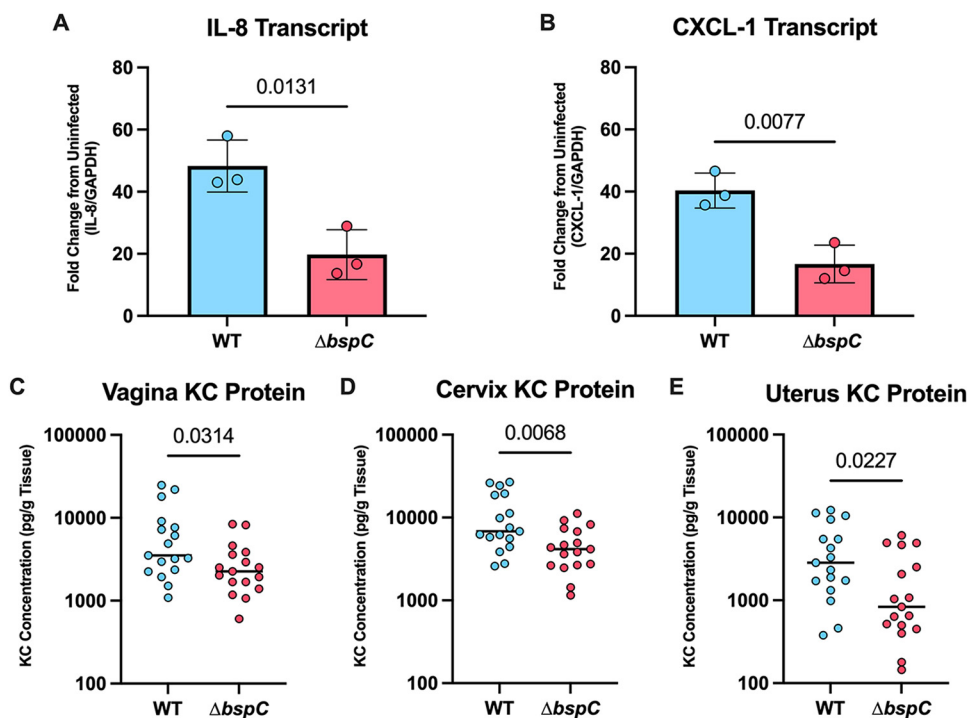 A
IL-8 Transcript
Fold Change from Uninfected
(IL-8/GAPDH)
80
60
40
20
0
0.0131
WT
ΔbspC
B
CXCL-1 Transcript
Fold Change from Uninfected
(CXCL-1/GAPDH)
80
60
40
20
0
0.0077
WT
ΔbspC
C
Vagina KC Protein
KC Concentration (pg/g Tissue)
100000
10000
1000
100
0.0314
WT
ΔbspC
D
Cervix KC Protein
KC Concentration (pg/g Tissue)
100000
10000
1000
100
0.0068
WT
ΔbspC
E
Uterus KC Protein
KC Concentration (pg/g Tissue)
100000
10000
1000
100
0.0227
WT
ΔbspC